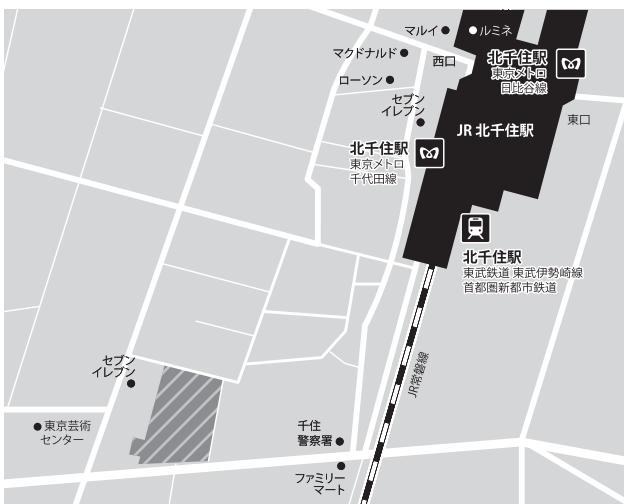 マルイ
ルミネ
マクドナルド
西口
北千住駅
東京メトロ
日比谷線
ローソン
セブン
イレブン
東口
JR 北千住駅
北千住駅
東京メトロ
千代田線
北千住駅
東武鉄道 東武伊勢崎線
首都圏新都市鉄道
JR常磐線
セブン
イレブン
東京芸術
センター
千住
警察署
ファミリー
マート